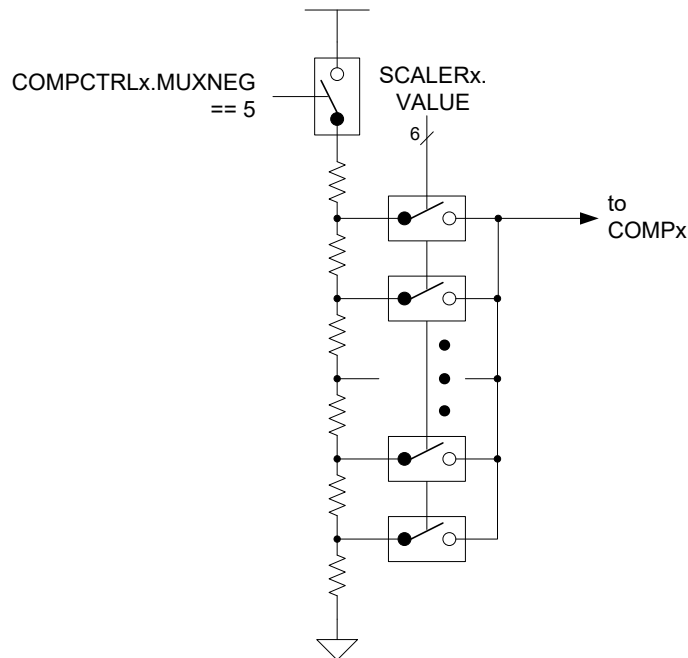 COMPCTRLx.MUXNEG
== 5
SCALERx.
VALUE
6
to
COMPx